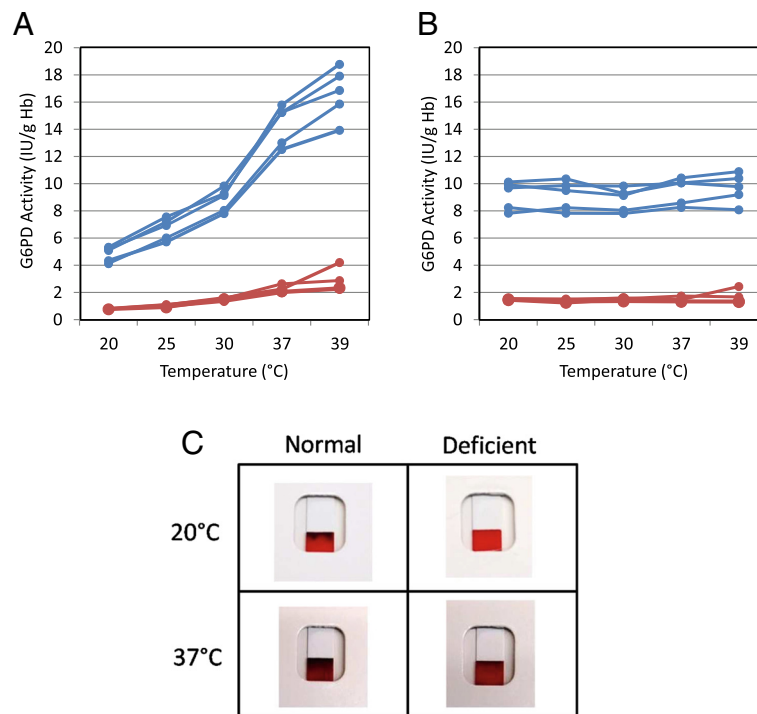 A
G6PD Activity (IU/g Hb)
20
18
16
14
12
10
8
6
4
2
0
20 25 30 37 39
Temperature (°C)
B
G6PD Activity (IU/g Hb)
20
18
16
14
12
10
8
6
4
2
0
20 25 30 37 39
Temperature (°C)
C
Normal Deficient
20°C
37°C